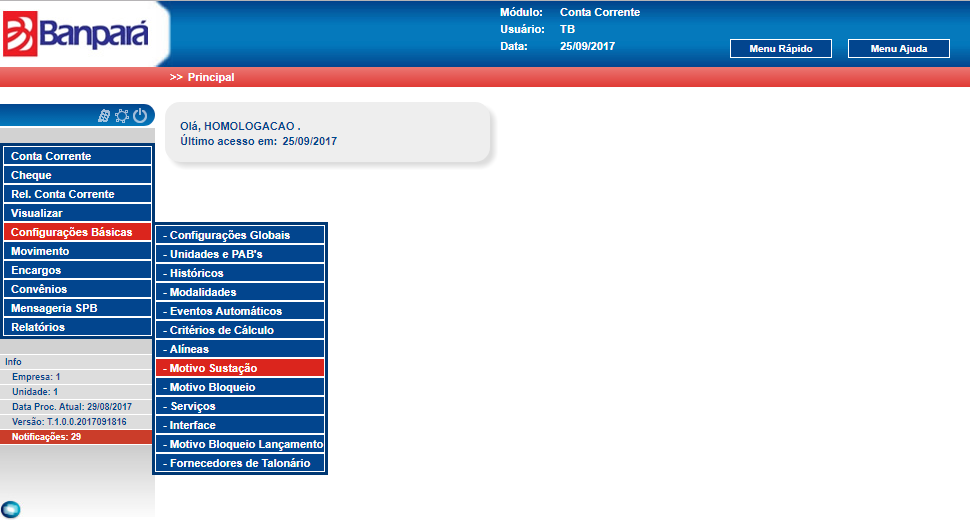 Banpará
Módulo: Conta Corrente
Usuário: TB
Data: 25/09/2017
Menu Rápido
Menu Ajuda
>> Principal
Olá, HOMOLOGACAO .
Último acesso em: 25/09/2017
Conta Corrente
Cheque
Rel. Conta Corrente
Visualizar
Configurações Básicas
Movimento
Encargos
Convênios
Mensageria SPB
Relatórios
- Configurações Globais
- Unidades e PAB's
- Históricos
- Modalidades
- Eventos Automáticos
- Critérios de Cálculo
- Alíneas
- Motivo Sustação
- Motivo Bloqueio
- Serviços
- Interface
- Motivo Bloqueio Lançamento
- Fornecedores de Talonário
Info
Empresa: 1
Unidade: 1
Data Proc. Atual: 29/08/2017
Versão: T.1.0.0.2017091816
Notificações: 29